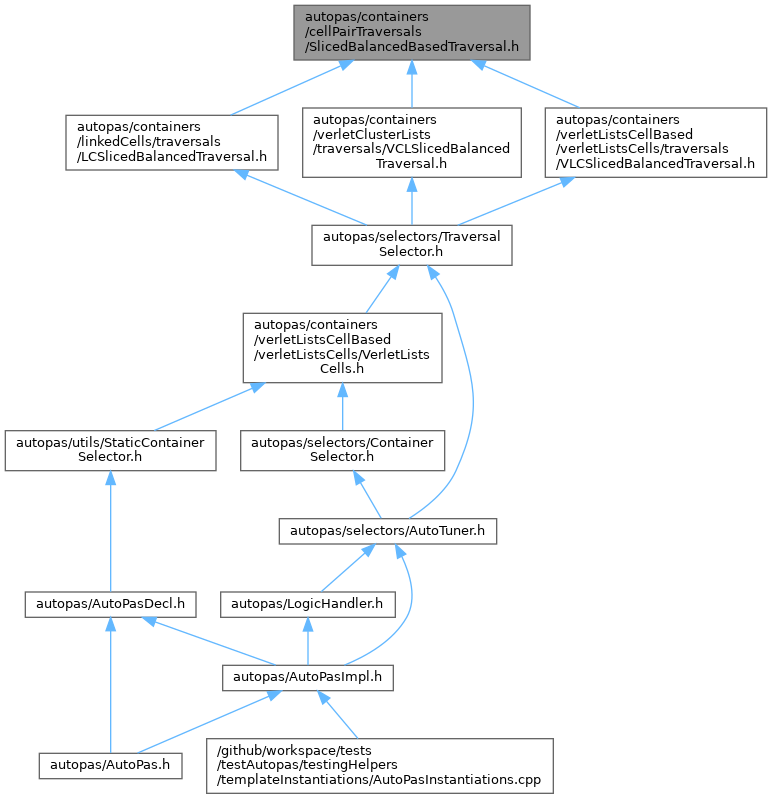 autopas/containers
/cellPairTraversals
/SlicedBalancedBasedTraversal.h
autopas/containers
/linkedCells/traversals
/LCSlicedBalancedTraversal.h
autopas/containers
/verletClusterLists
/traversals/VCLSlicedBalanced
Traversal.h
autopas/containers
/verletListsCellBased
/verletListsCells/traversals
/VLCSlicedBalancedTraversal.h
autopas/selectors/Traversal
Selector.h
autopas/containers
/verletListsCellBased
/verletListsCells/VerletLists
Cells.h
autopas/utils/StaticContainer
Selector.h
autopas/selectors/Container
Selector.h
autopas/selectors/AutoTuner.h
autopas/AutoPasDecl.h
autopas/LogicHandler.h
autopas/AutoPasImpl.h
autopas/AutoPas.h
/github/workspace/tests
/testAutopas/testingHelpers
/templateInstantiations/AutoPasInstantiations.cpp